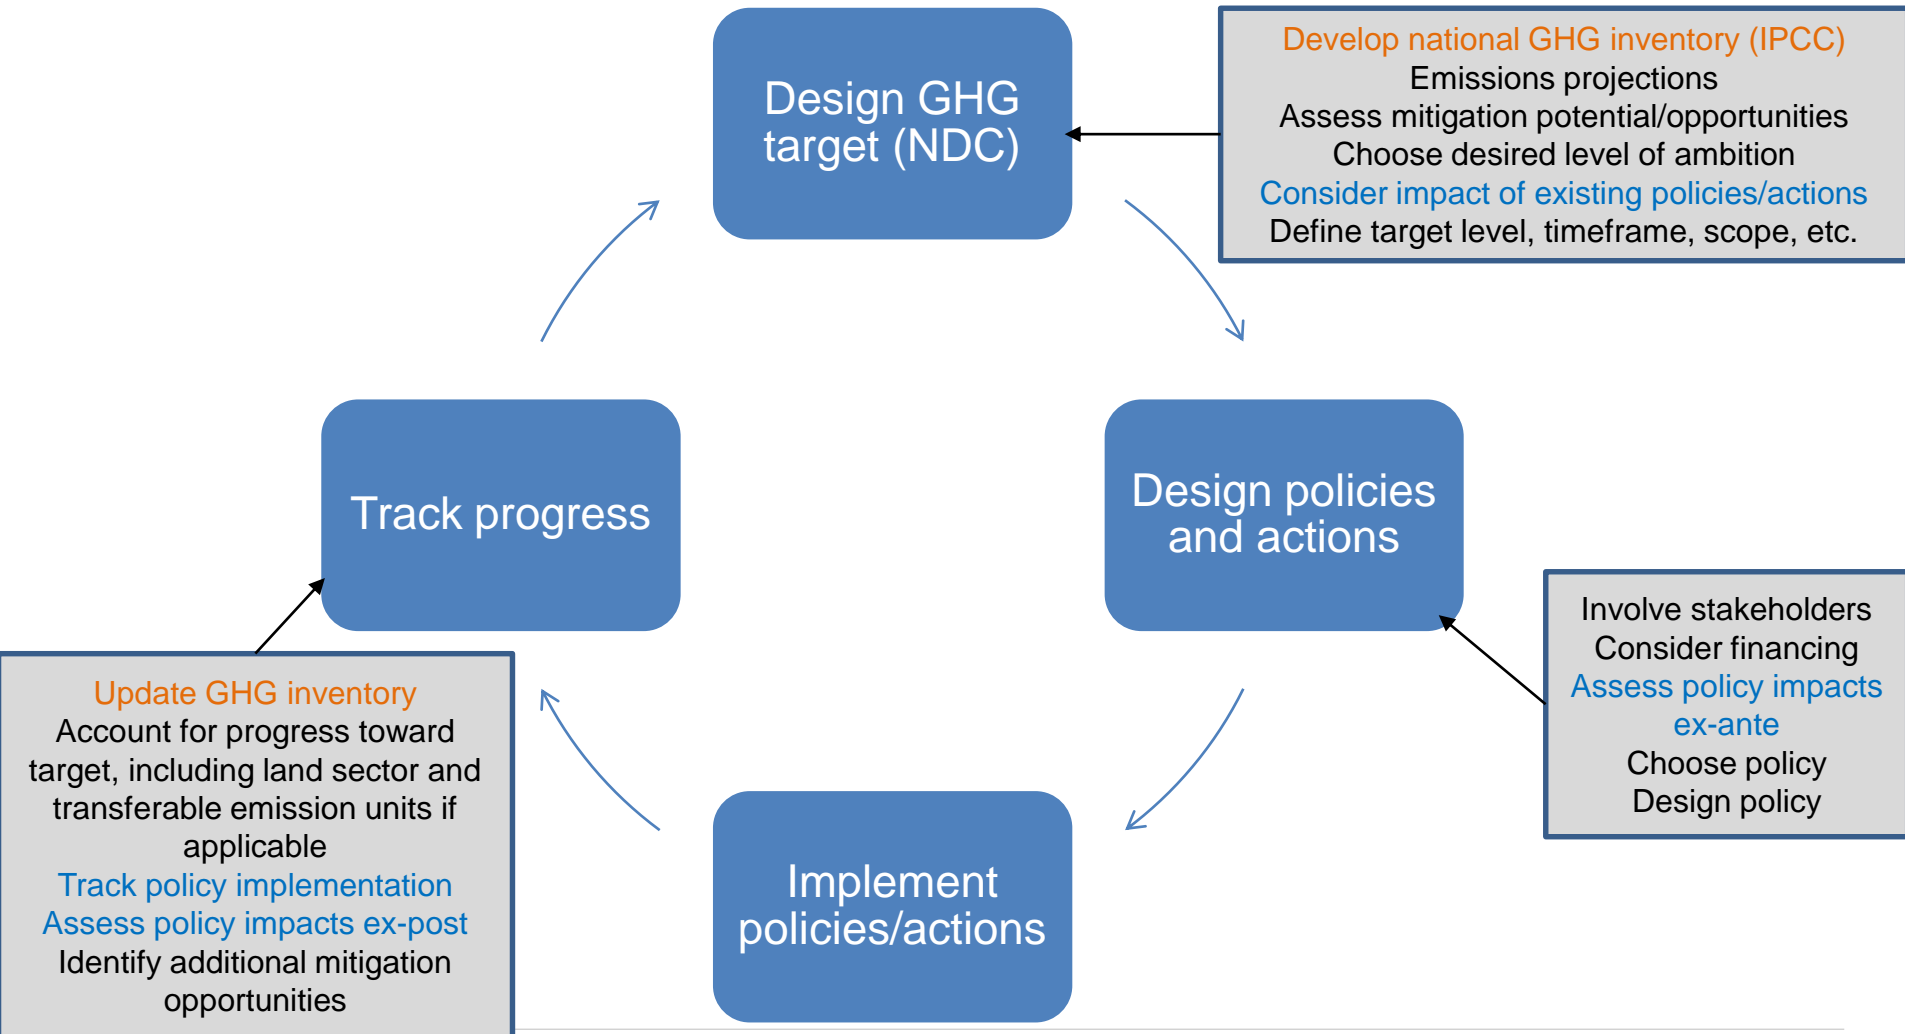 Design GHG
target (NDC)
Develop national GHG inventory (IPCC)
Emissions projections
Assess mitigation potential/opportunities
Choose desired level of ambition
Consider impact of existing policies/actions
Define target level, timeframe, scope, etc.
Track progress
Design policies
and actions
Involve stakeholders
Consider financing
Assess policy impacts
ex-ante
Choose policy
Design policy
Update GHG inventory
Account for progress toward
target, including land sector and
transferable emission units if
applicable
Track policy implementation
Assess policy impacts ex-post
Identify additional mitigation
opportunities
Implement
policies/actions